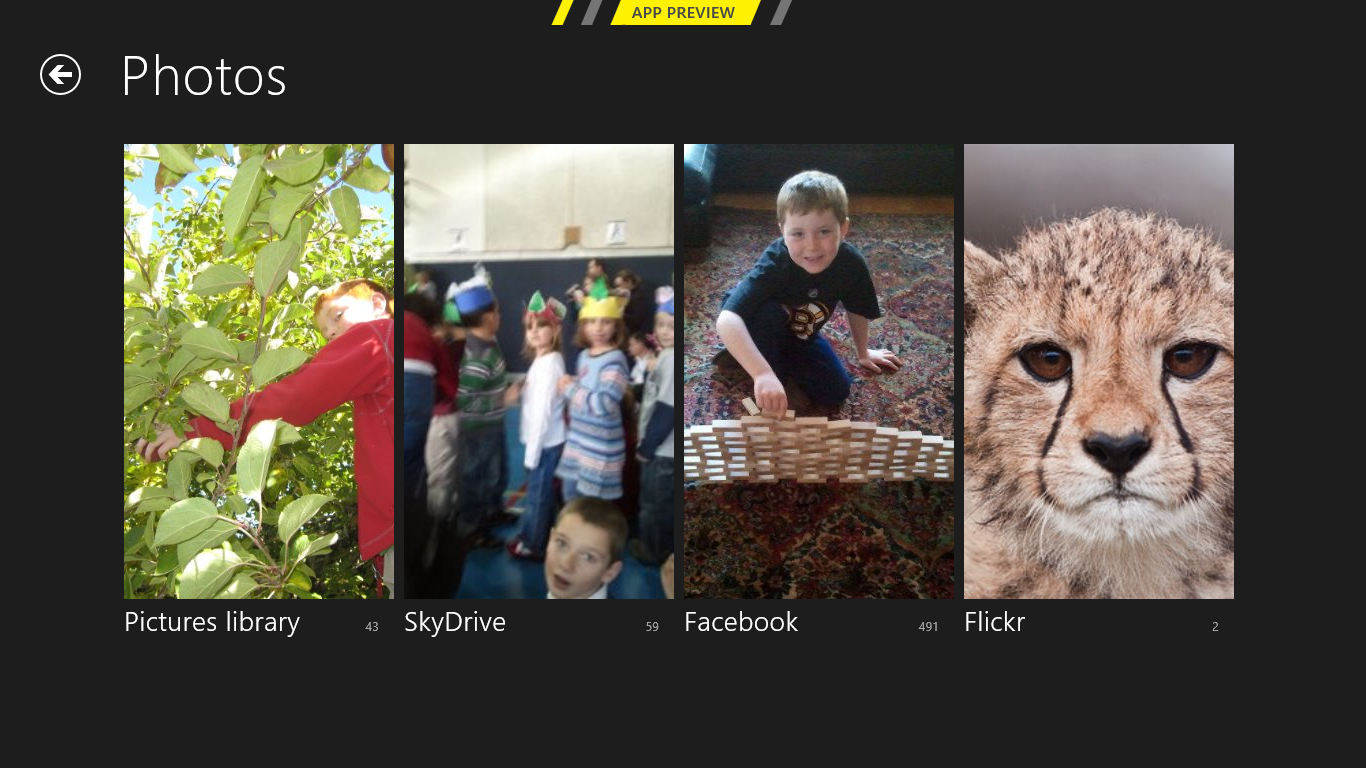 APP PREVIEW
Photos
Pictures library 43
SkyDrive 59
Facebook 491
Flickr 2